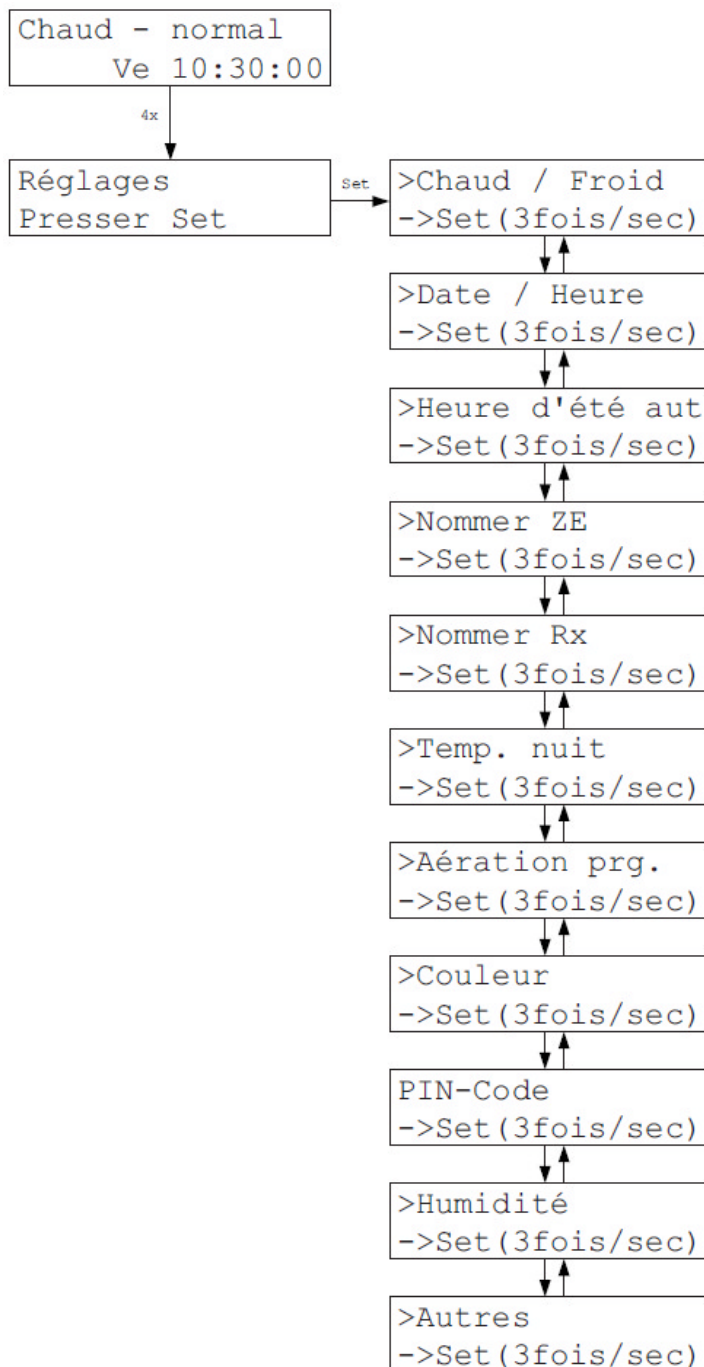 Chaud - normal
Ve 10:30:00
4x
Réglages
Presser Set
Set
>Chaud / Froid
->Set(3fois/sec)
>Date / Heure
->Set(3fois/sec)
>Heure d'été aut
->Set(3fois/sec)
>Nommer ZE
->Set(3fois/sec)
>Nommer Rx
->Set(3fois/sec)
>Temp. nuit
->Set(3fois/sec)
>Aération prg.
->Set(3fois/sec)
>Couleur
->Set(3fois/sec)
PIN-Code
->Set(3fois/sec)
>Humidité
->Set(3fois/sec)
>Autres
->Set(3fois/sec)